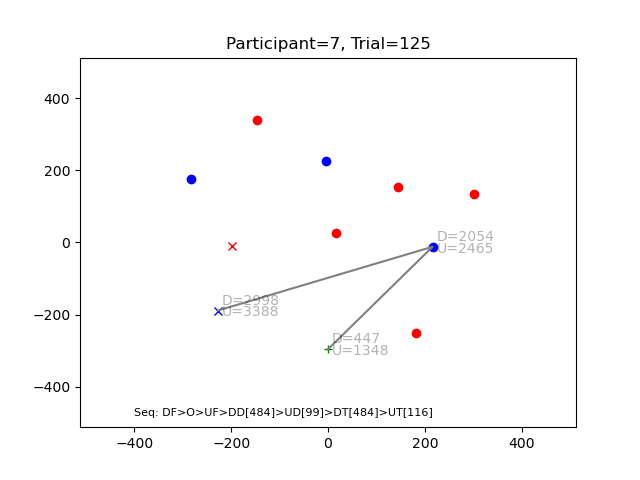 Participant=7, Trial=125
400
200
0
−200
−400
D=2054
U=2465
D=2998
U=3388
D=447
U=1348
Seq: DF>O>UF>DD[484]>UD[99]>DT[484]>UT[116]
−400
−200
0
200
400